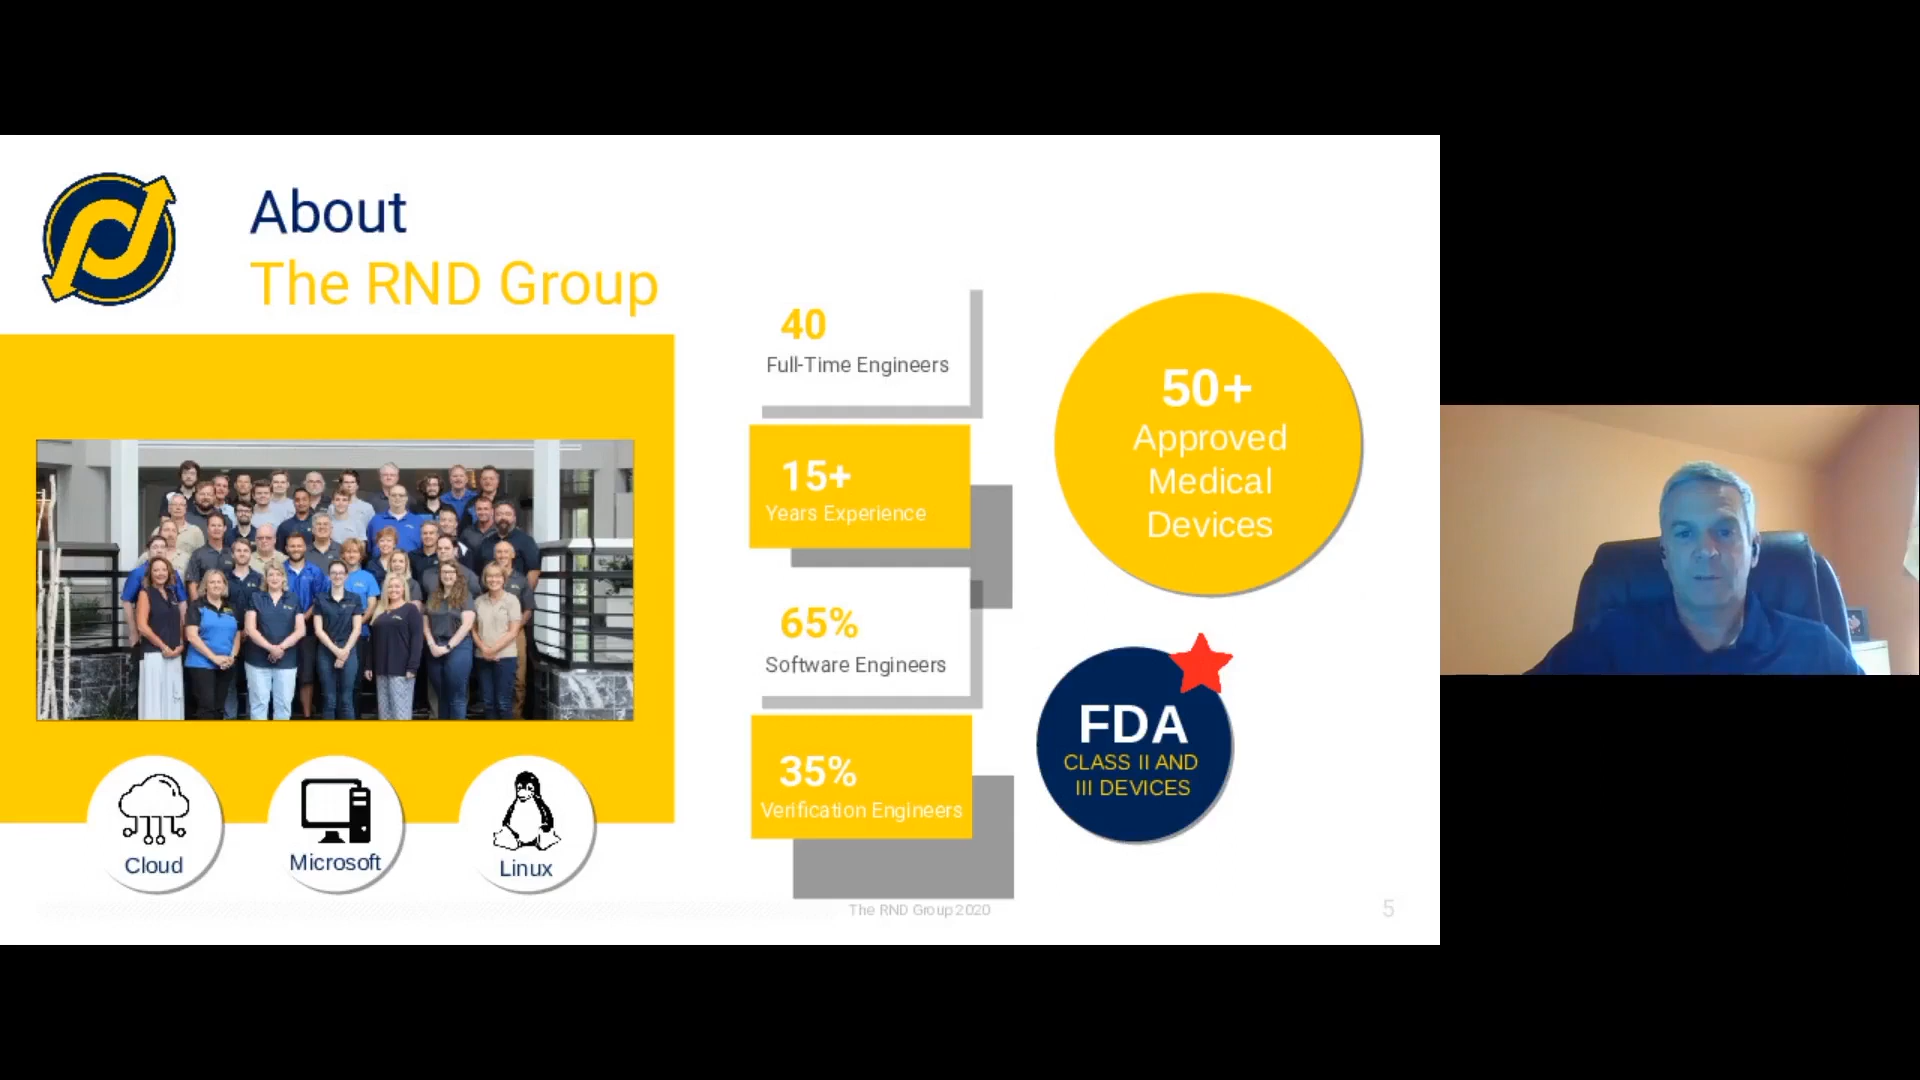 About
The RND Group
40
Full-Time Engineers
15+
Years Experience
65%
Software Engineers
35%
Verification Engineers
50+
Approved
Medical
Devices
FDA
CLASS II AND
III DEVICES
Cloud
Microsoft
Linux
The RND Group 2020
5